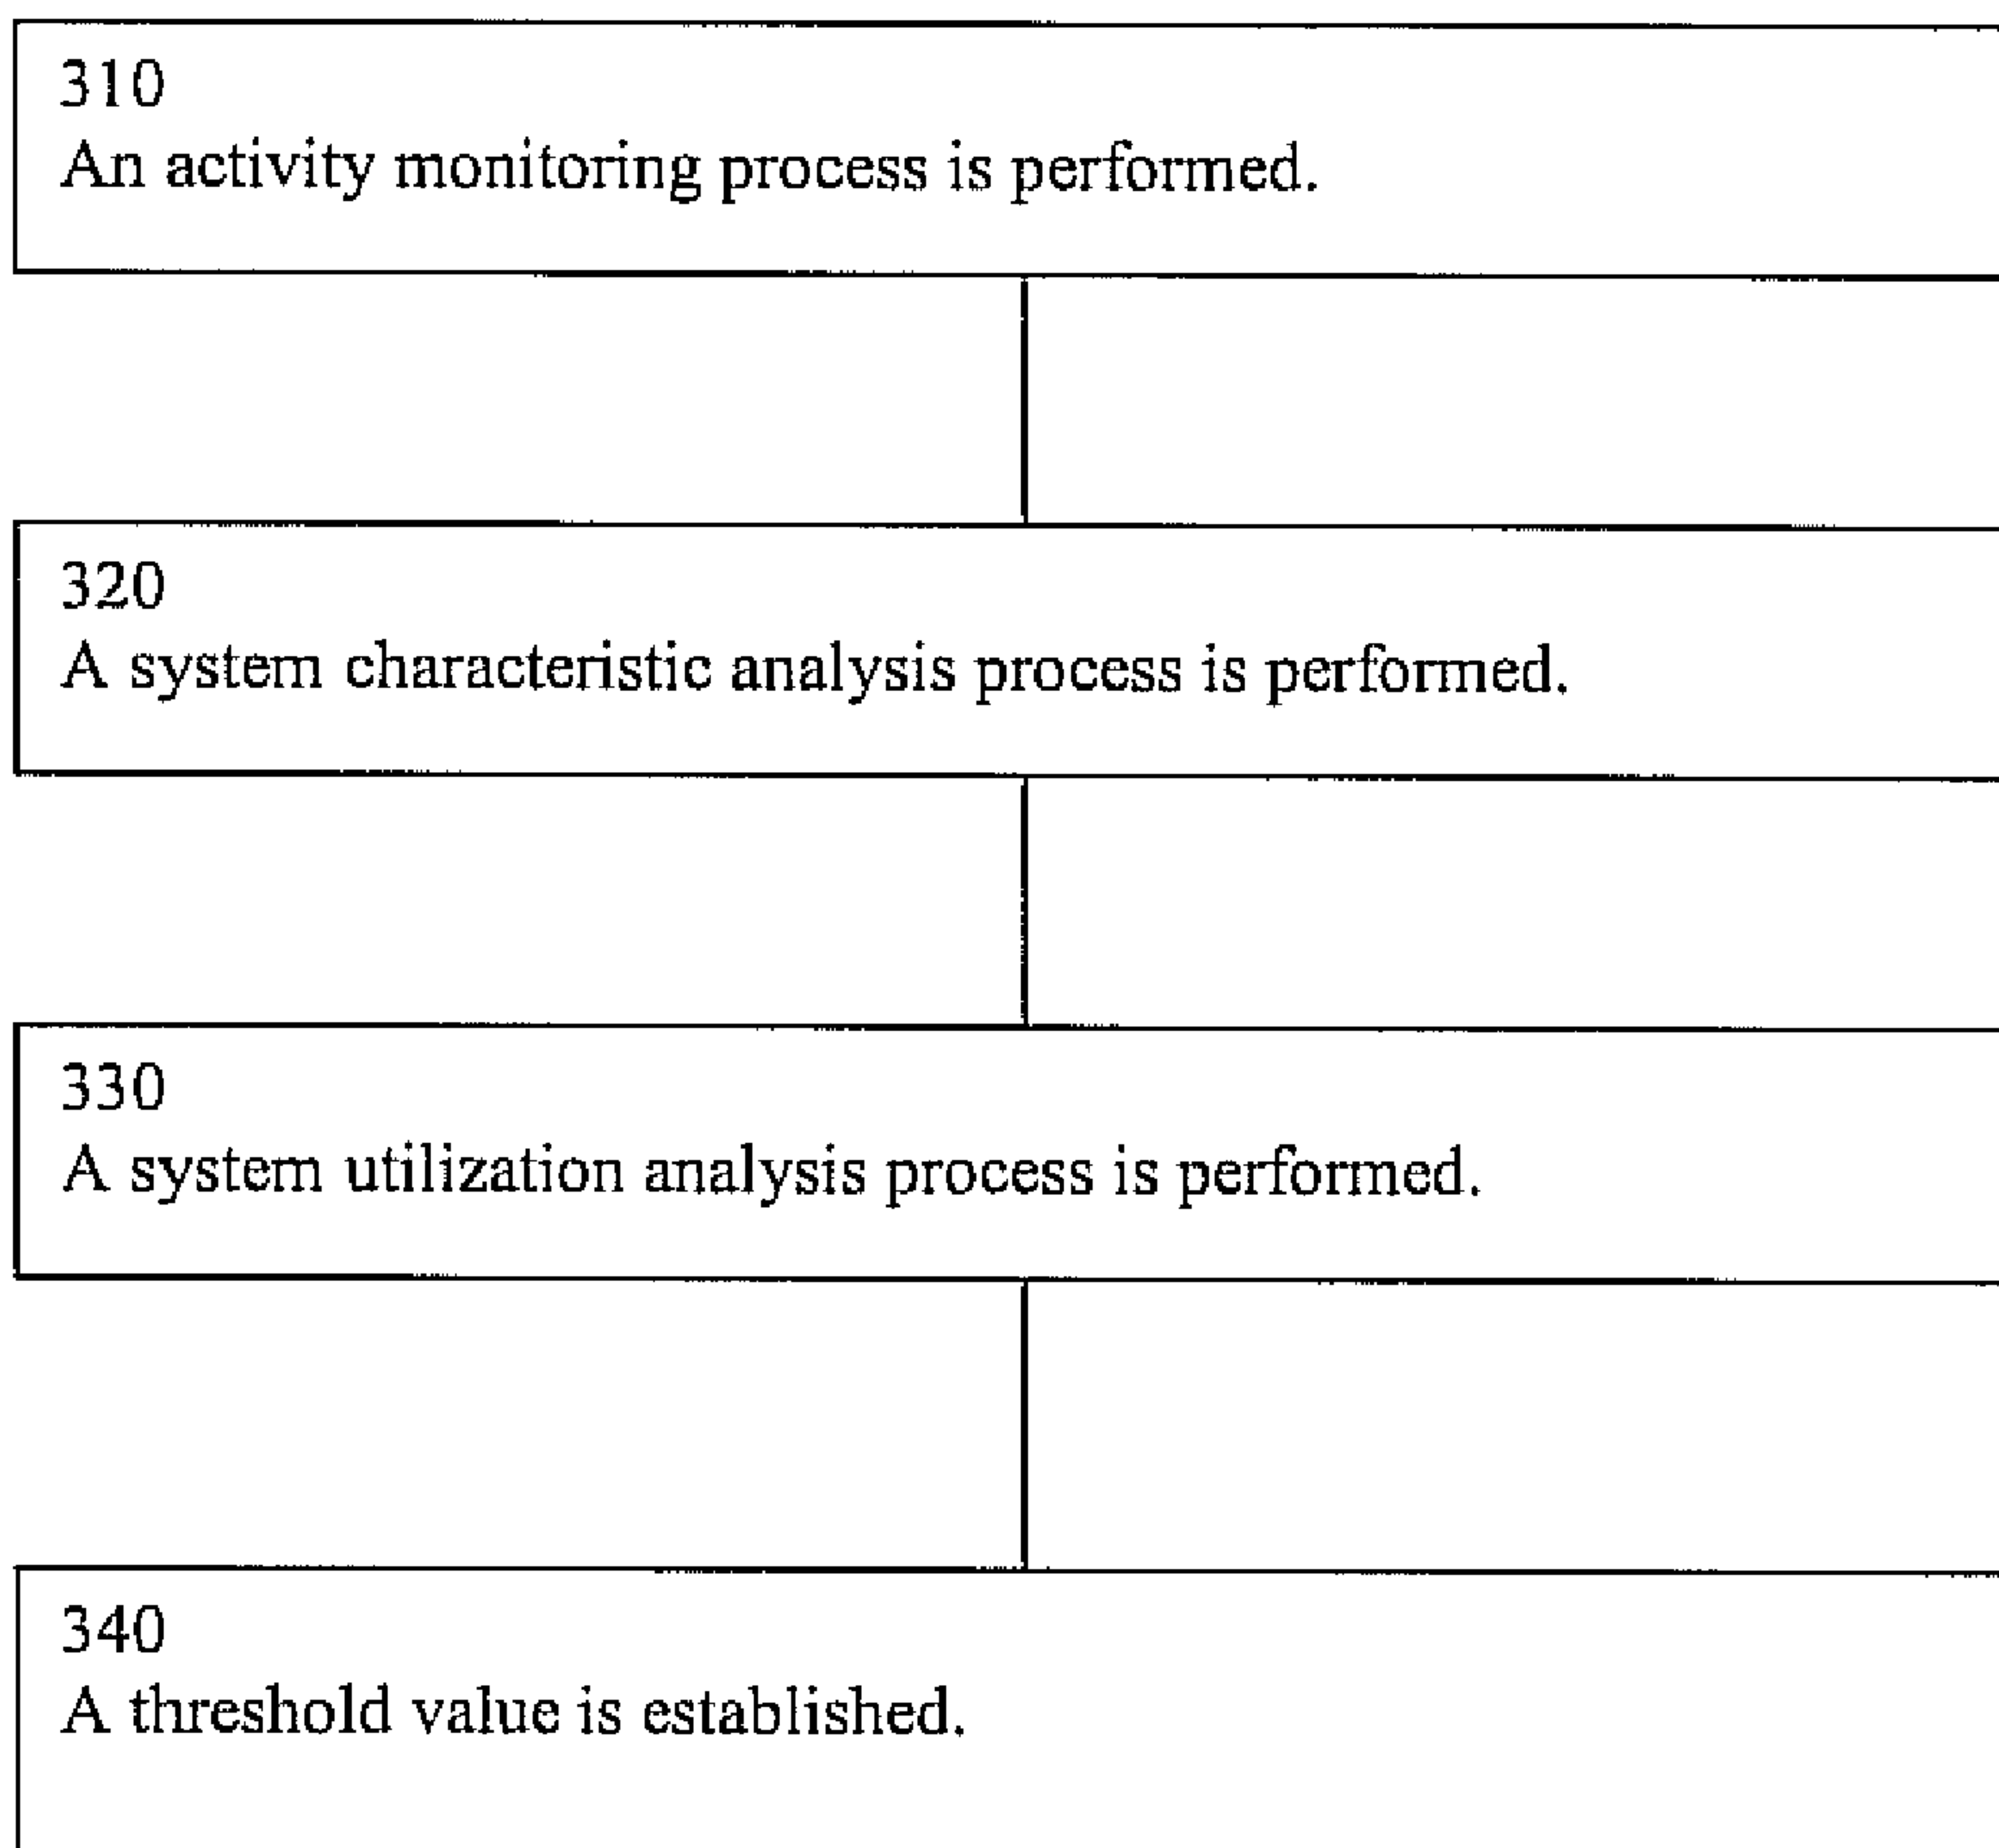 310
An activity monitoring process is performed.
320
A system characteristic analysis process is performed.
330
A system utilization analysis process is performed.
340
A threshold value is established.